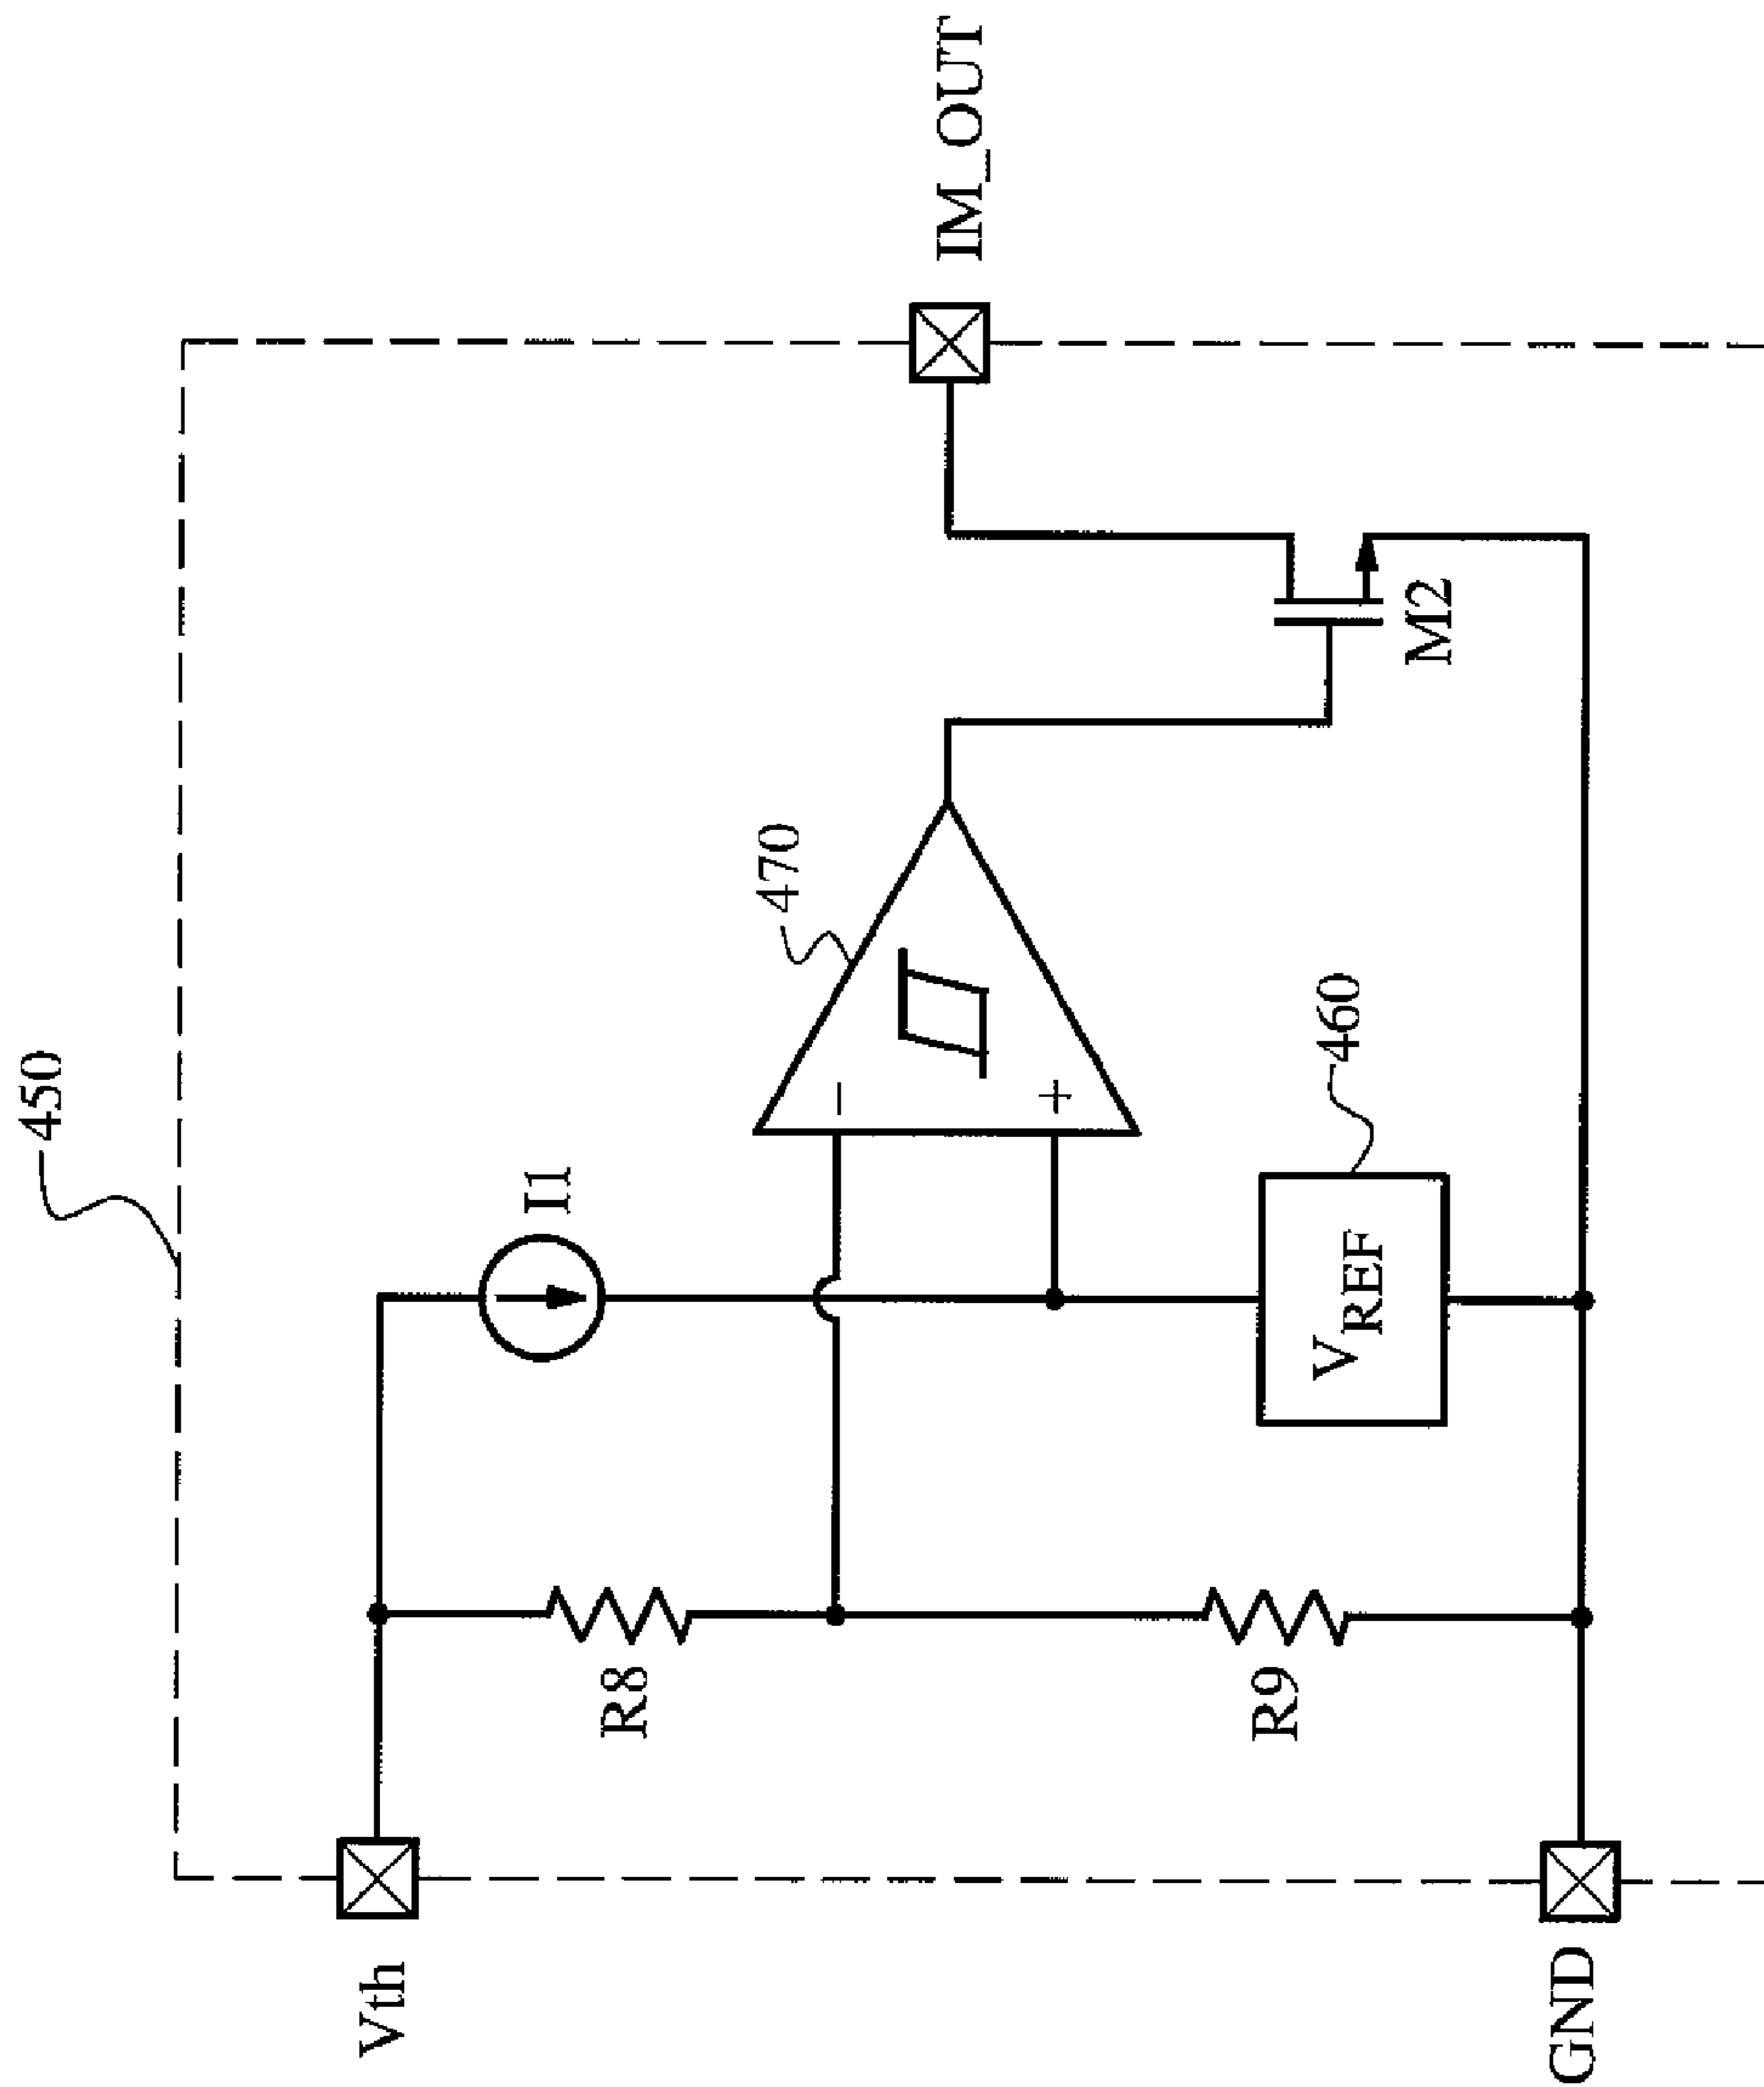 450
Vth
R8
I1
470
−
+
IM_OUT
R9
VREF
460
M2
GND